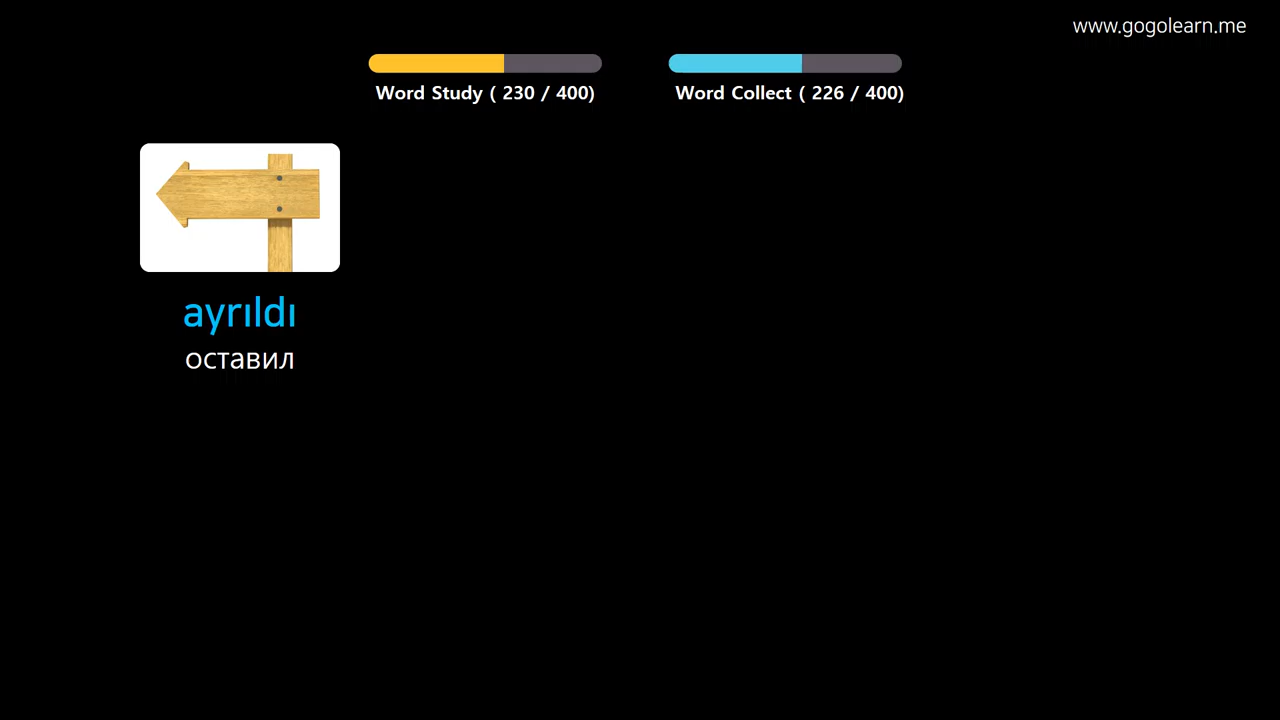 www.gogolearn.me
Word Study ( 230 / 400)
Word Collect ( 226 / 400)
ayrıldı
оставил